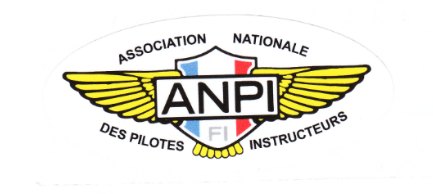 ASSOCIATION NATIONALE
ANPI
FI
DES PILOTES INSTRUCTEURS